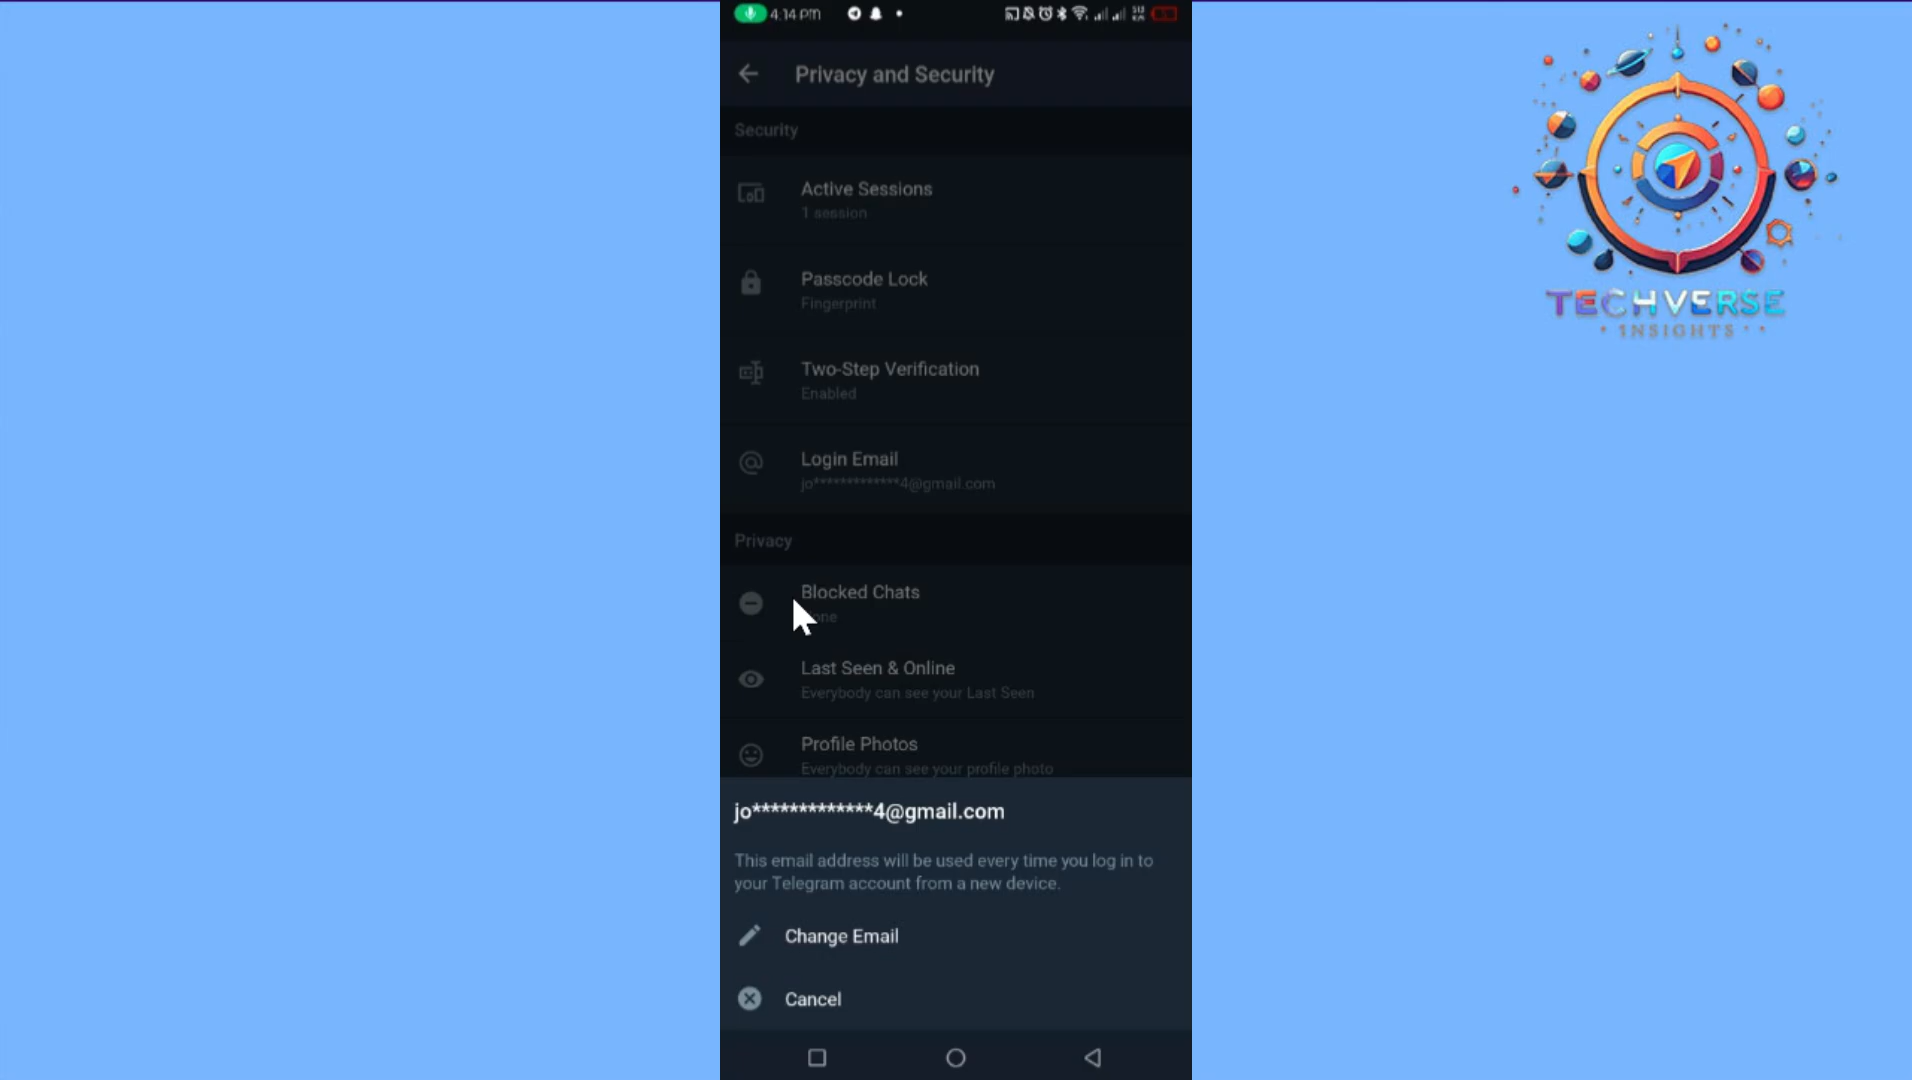 4:14 PM
Privacy and Security
Security
Active Sessions
1 session
Passcode Lock
Fingerprint
Two-Step Verification
Enabled
Login Email
jo*************4@gmail.com
Privacy
Blocked Chats
Last Seen & Online
Everybody can see your Last Seen
Profile Photos
Everybody can see your profile photo
jo*************4@gmail.com
This email address will be used every time you log in to
your Telegram account from a new device.
Change Email
Cancel
TECHVERSE
INSIGHTS